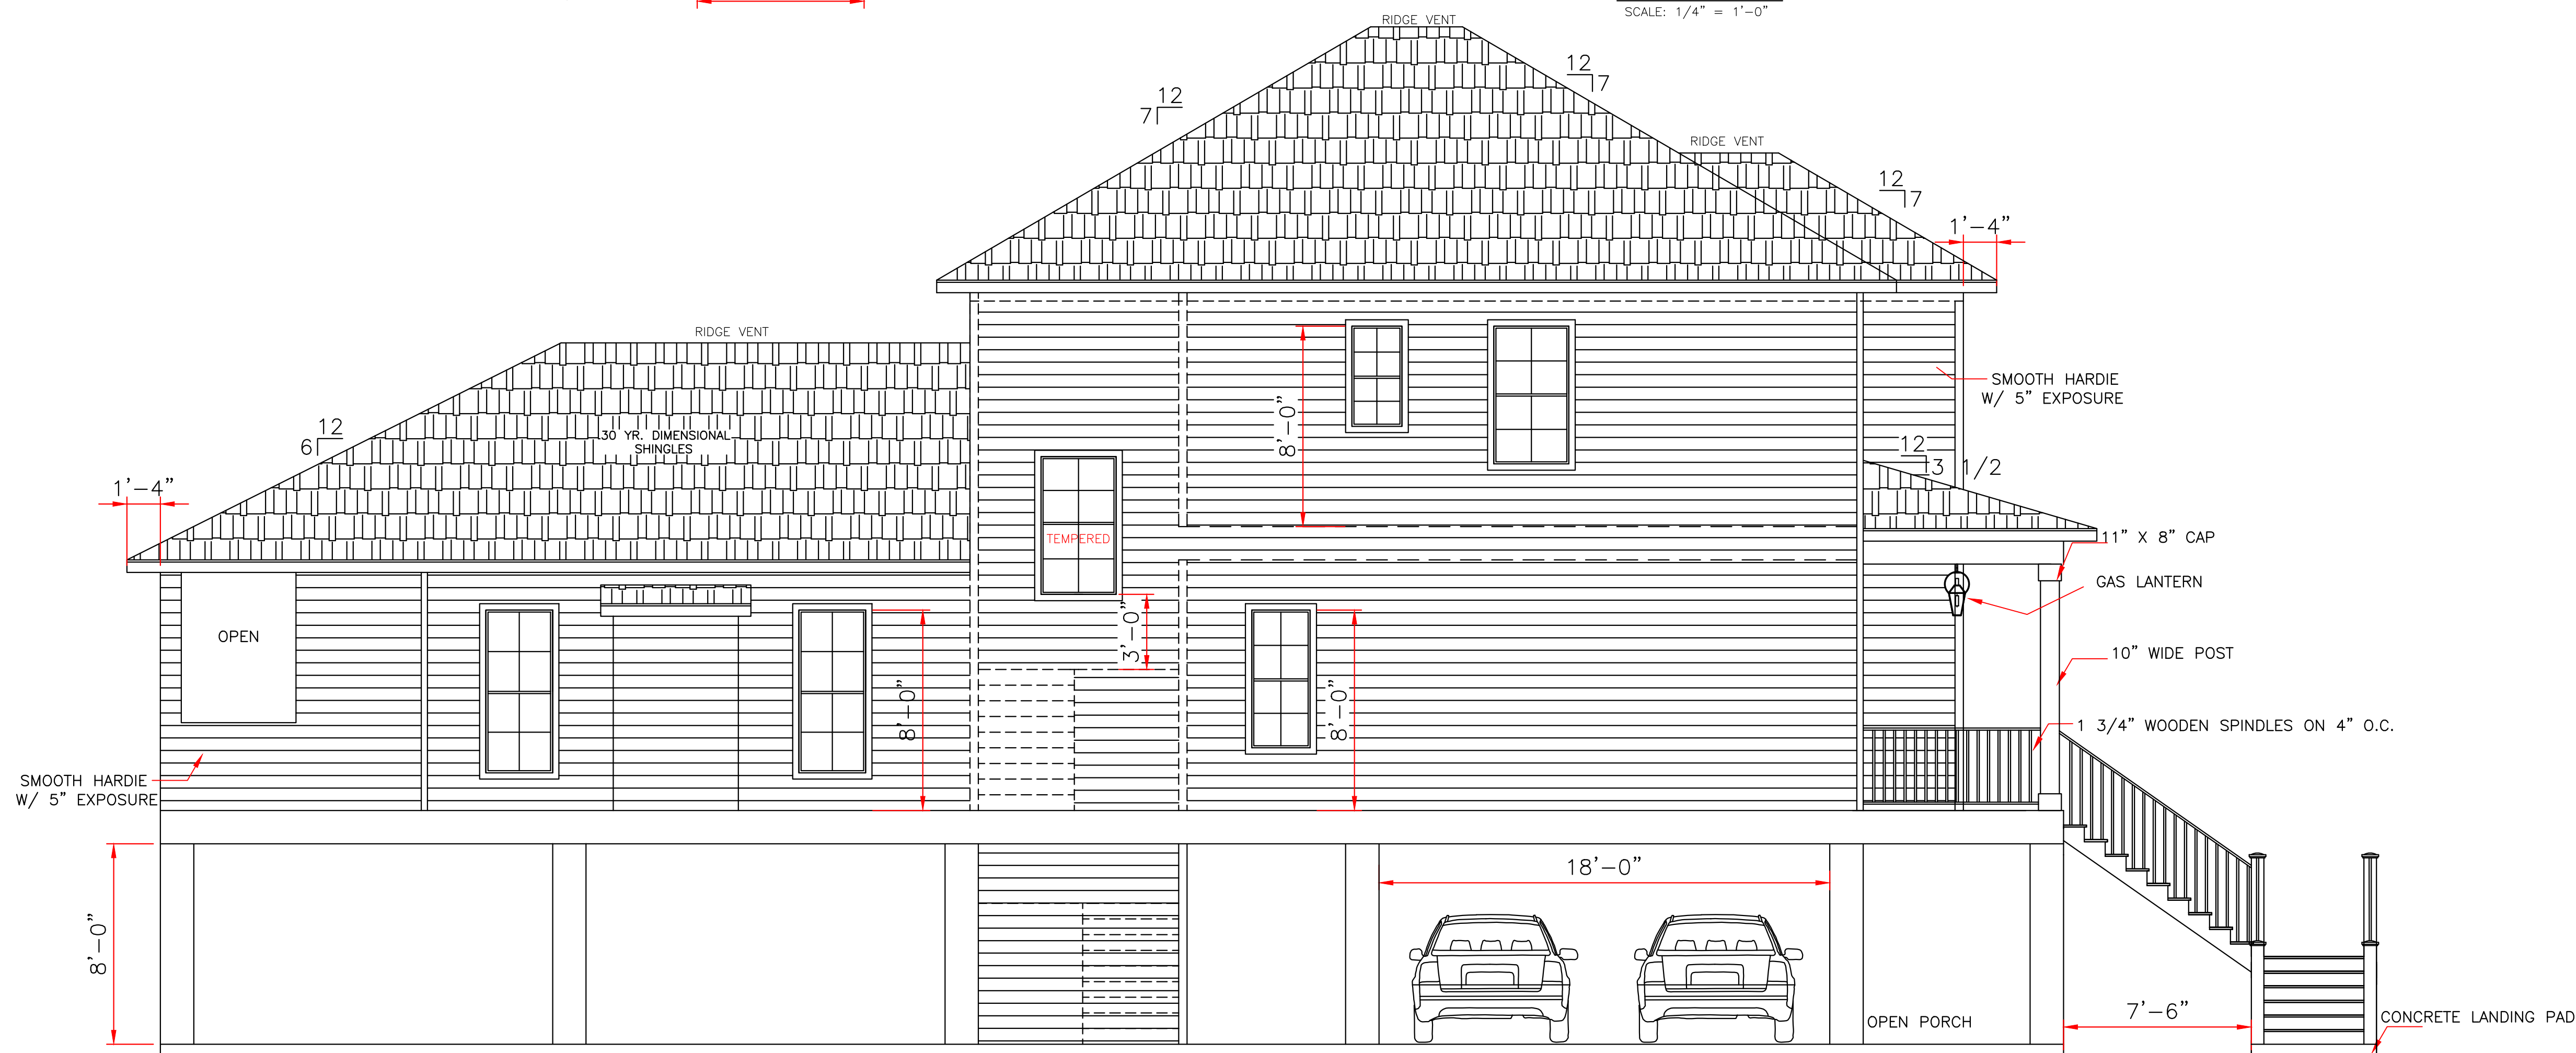 SCALE: 1/4” = 1’-0”
RIDGE VENT
12
7
12
7
RIDGE VENT
12
7
1’-4”
RIDGE VENT
SMOOTH HARDIE
W/ 5” EXPOSURE
8’-0”
12
6
30 YR. DIMENSIONAL
SHINGLES
12
3 1/2
1’-4”
TEMPERED
11” X 8” CAP
GAS LANTERN
OPEN
3’-0”
10” WIDE POST
8’-0”
8’-0”
1 3/4” WOODEN SPINDLES ON 4” O.C.
SMOOTH HARDIE
W/ 5” EXPOSURE
18’-0”
8’-0”
7’-6”
OPEN PORCH
CONCRETE LANDING PAD